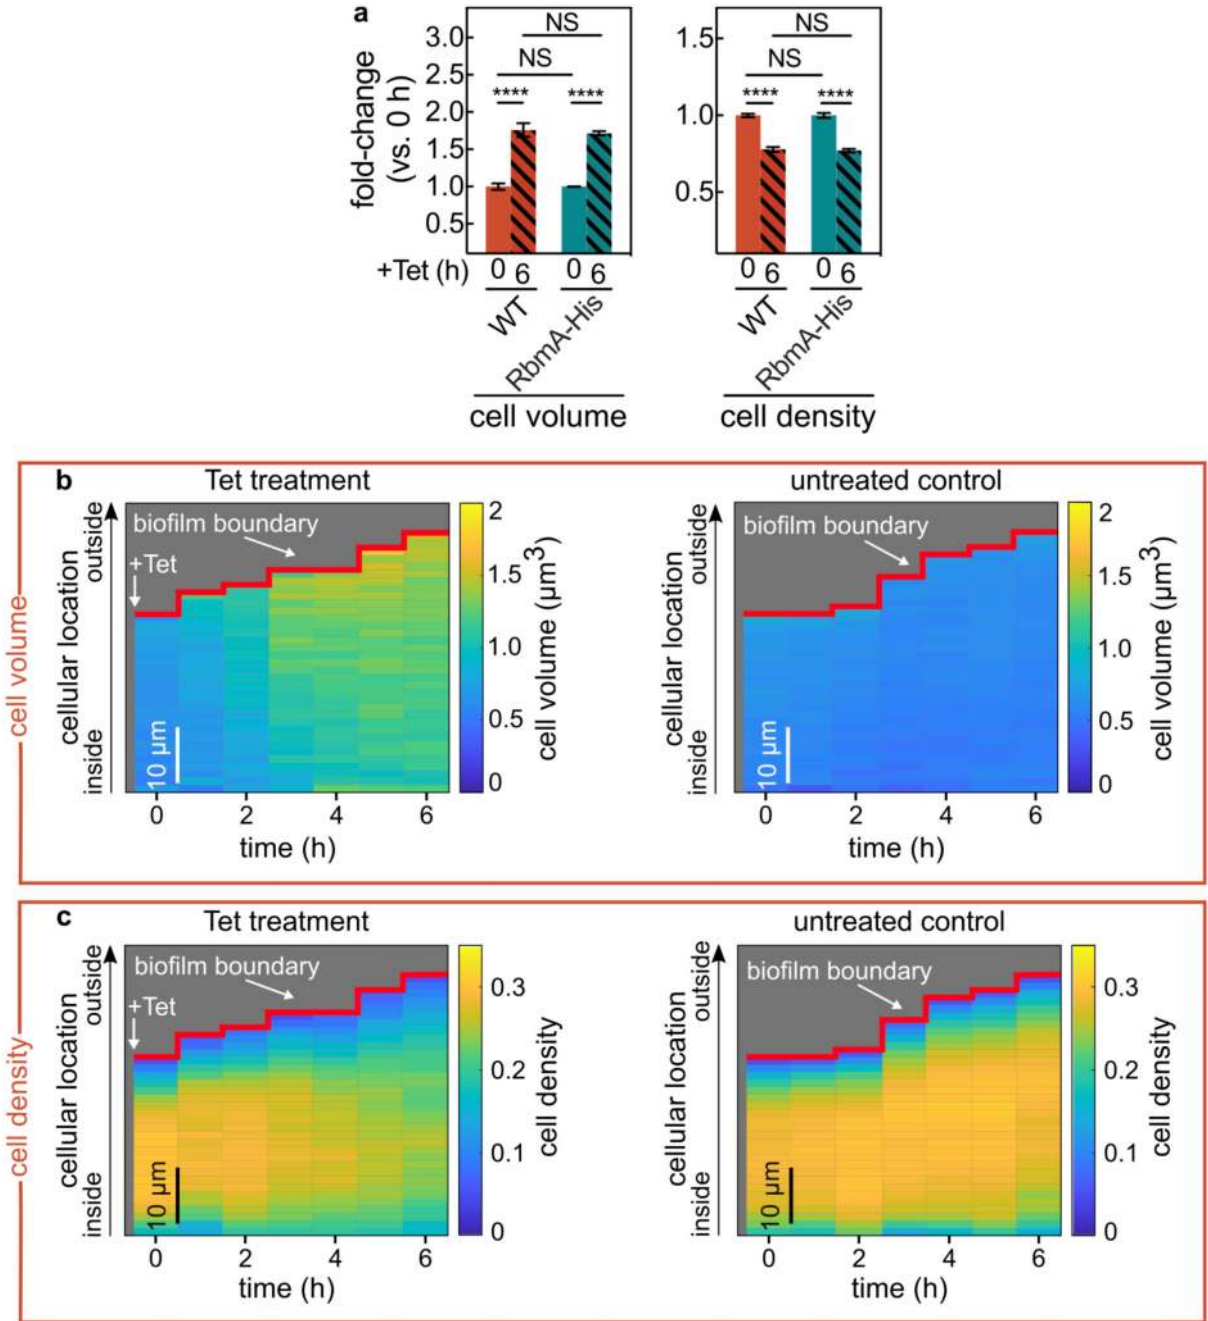 a
fold-change
(vs. 0 h)
3.0
2.5
2.0
1.5
1.0
0.5
NS
NS
**** ****
+Tet (h) 0 6 0 6
WT
RbmA-His
cell volume
1.5
1.0
0.5
NS
NS
**** ****
0 6 0 6
WT
RbmA-His
cell density
cell volume
b
Tet treatment
biofilm boundary
+Tet
cellular location
outside
inside
10 µm
0 2 4 6
time (h)
2
1.5
1.0
0.5
0
cell volume (µm³)
untreated control
biofilm boundary
cellular location
outside
inside
10 µm
0 2 4 6
time (h)
2
1.5
1.0
0.5
0
cell volume (µm³)
cell density
c
Tet treatment
biofilm boundary
+Tet
cellular location
outside
inside
10 µm
0 2 4 6
time (h)
0.3
0.2
0.1
0
cell density
untreated control
biofilm boundary
cellular location
outside
inside
10 µm
0 2 4 6
time (h)
0.3
0.2
0.1
0
cell density